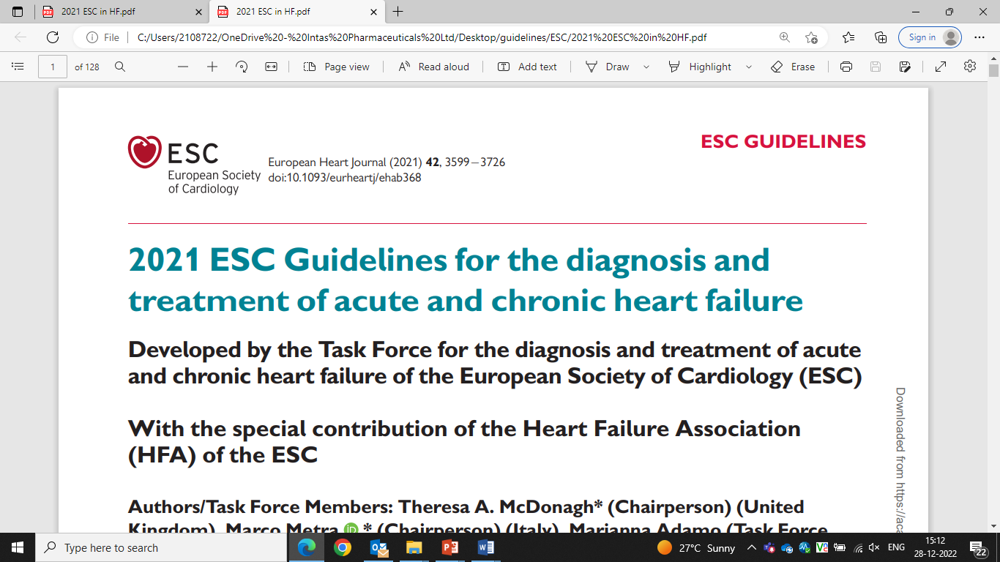 2021 ESC in HF.pdf
2021 ESC in HF.pdf
File
C:/Users/2108722/OneDrive%20-%20Intas%20Pharmaceuticals%20Ltd/Desktop/guidelines/ESC/2021%20ESC%20in%20HF.pdf
Sign in
1 of 128
Page view
Read aloud
Add text
Draw
Highlight
Erase
ESC
European Society
of Cardiology
European Heart Journal (2021) 42, 3599–3726
doi:10.1093/eurheartj/ehab368
ESC GUIDELINES
2021 ESC Guidelines for the diagnosis and
treatment of acute and chronic heart failure
Developed by the Task Force for the diagnosis and treatment of acute
and chronic heart failure of the European Society of Cardiology (ESC)
With the special contribution of the Heart Failure Association
(HFA) of the ESC
Authors/Task Force Members: Theresa A. McDonagh* (Chairperson) (United
Kingdom), Marco Metra iD * (Chairperson) (Italy), Marianna Adamo (Task Force
Downloaded from https://aca
Type here to search
27°C Sunny
ENG
15:12
28-12-2022
22